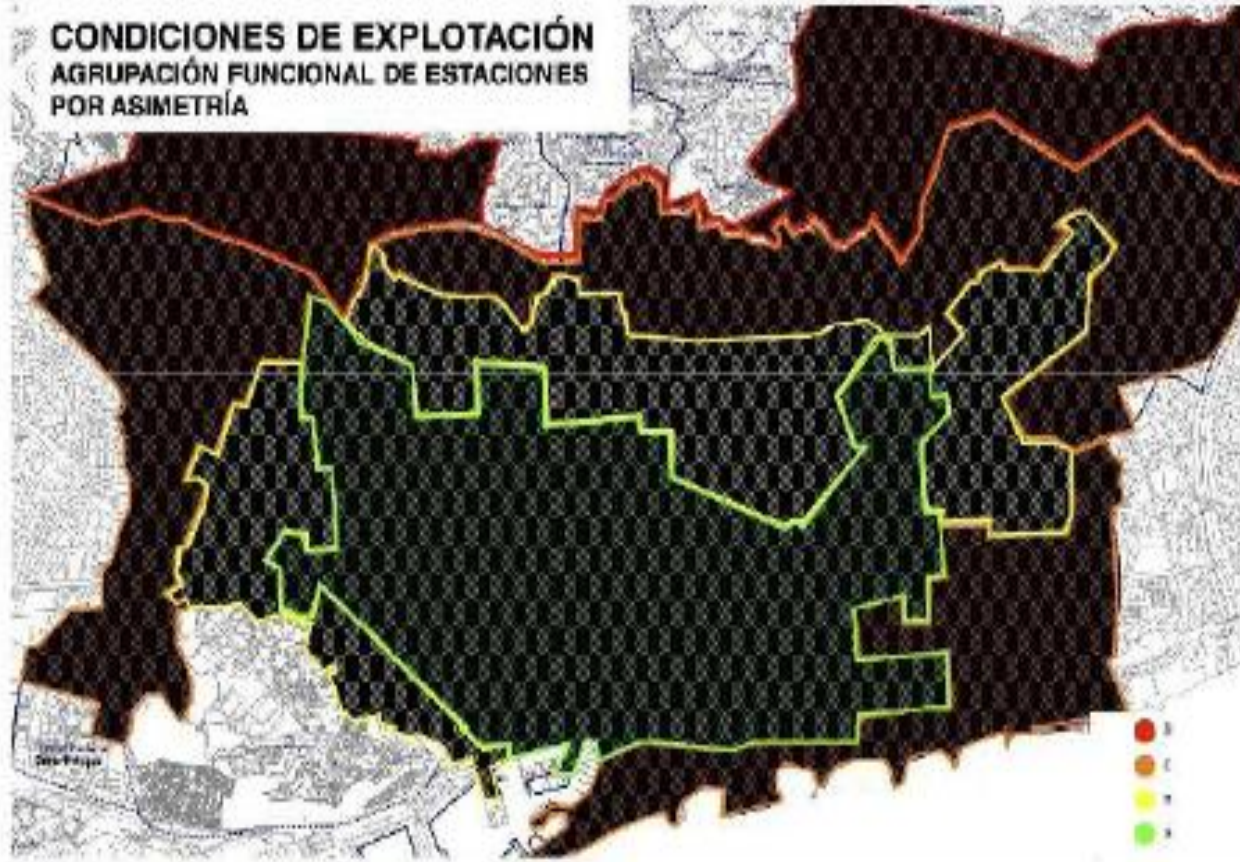 CONDICIONES DE EXPLOTACIÓN
AGRUPACIÓN FUNCIONAL DE ESTACIONES
POR ASIMETRÍA